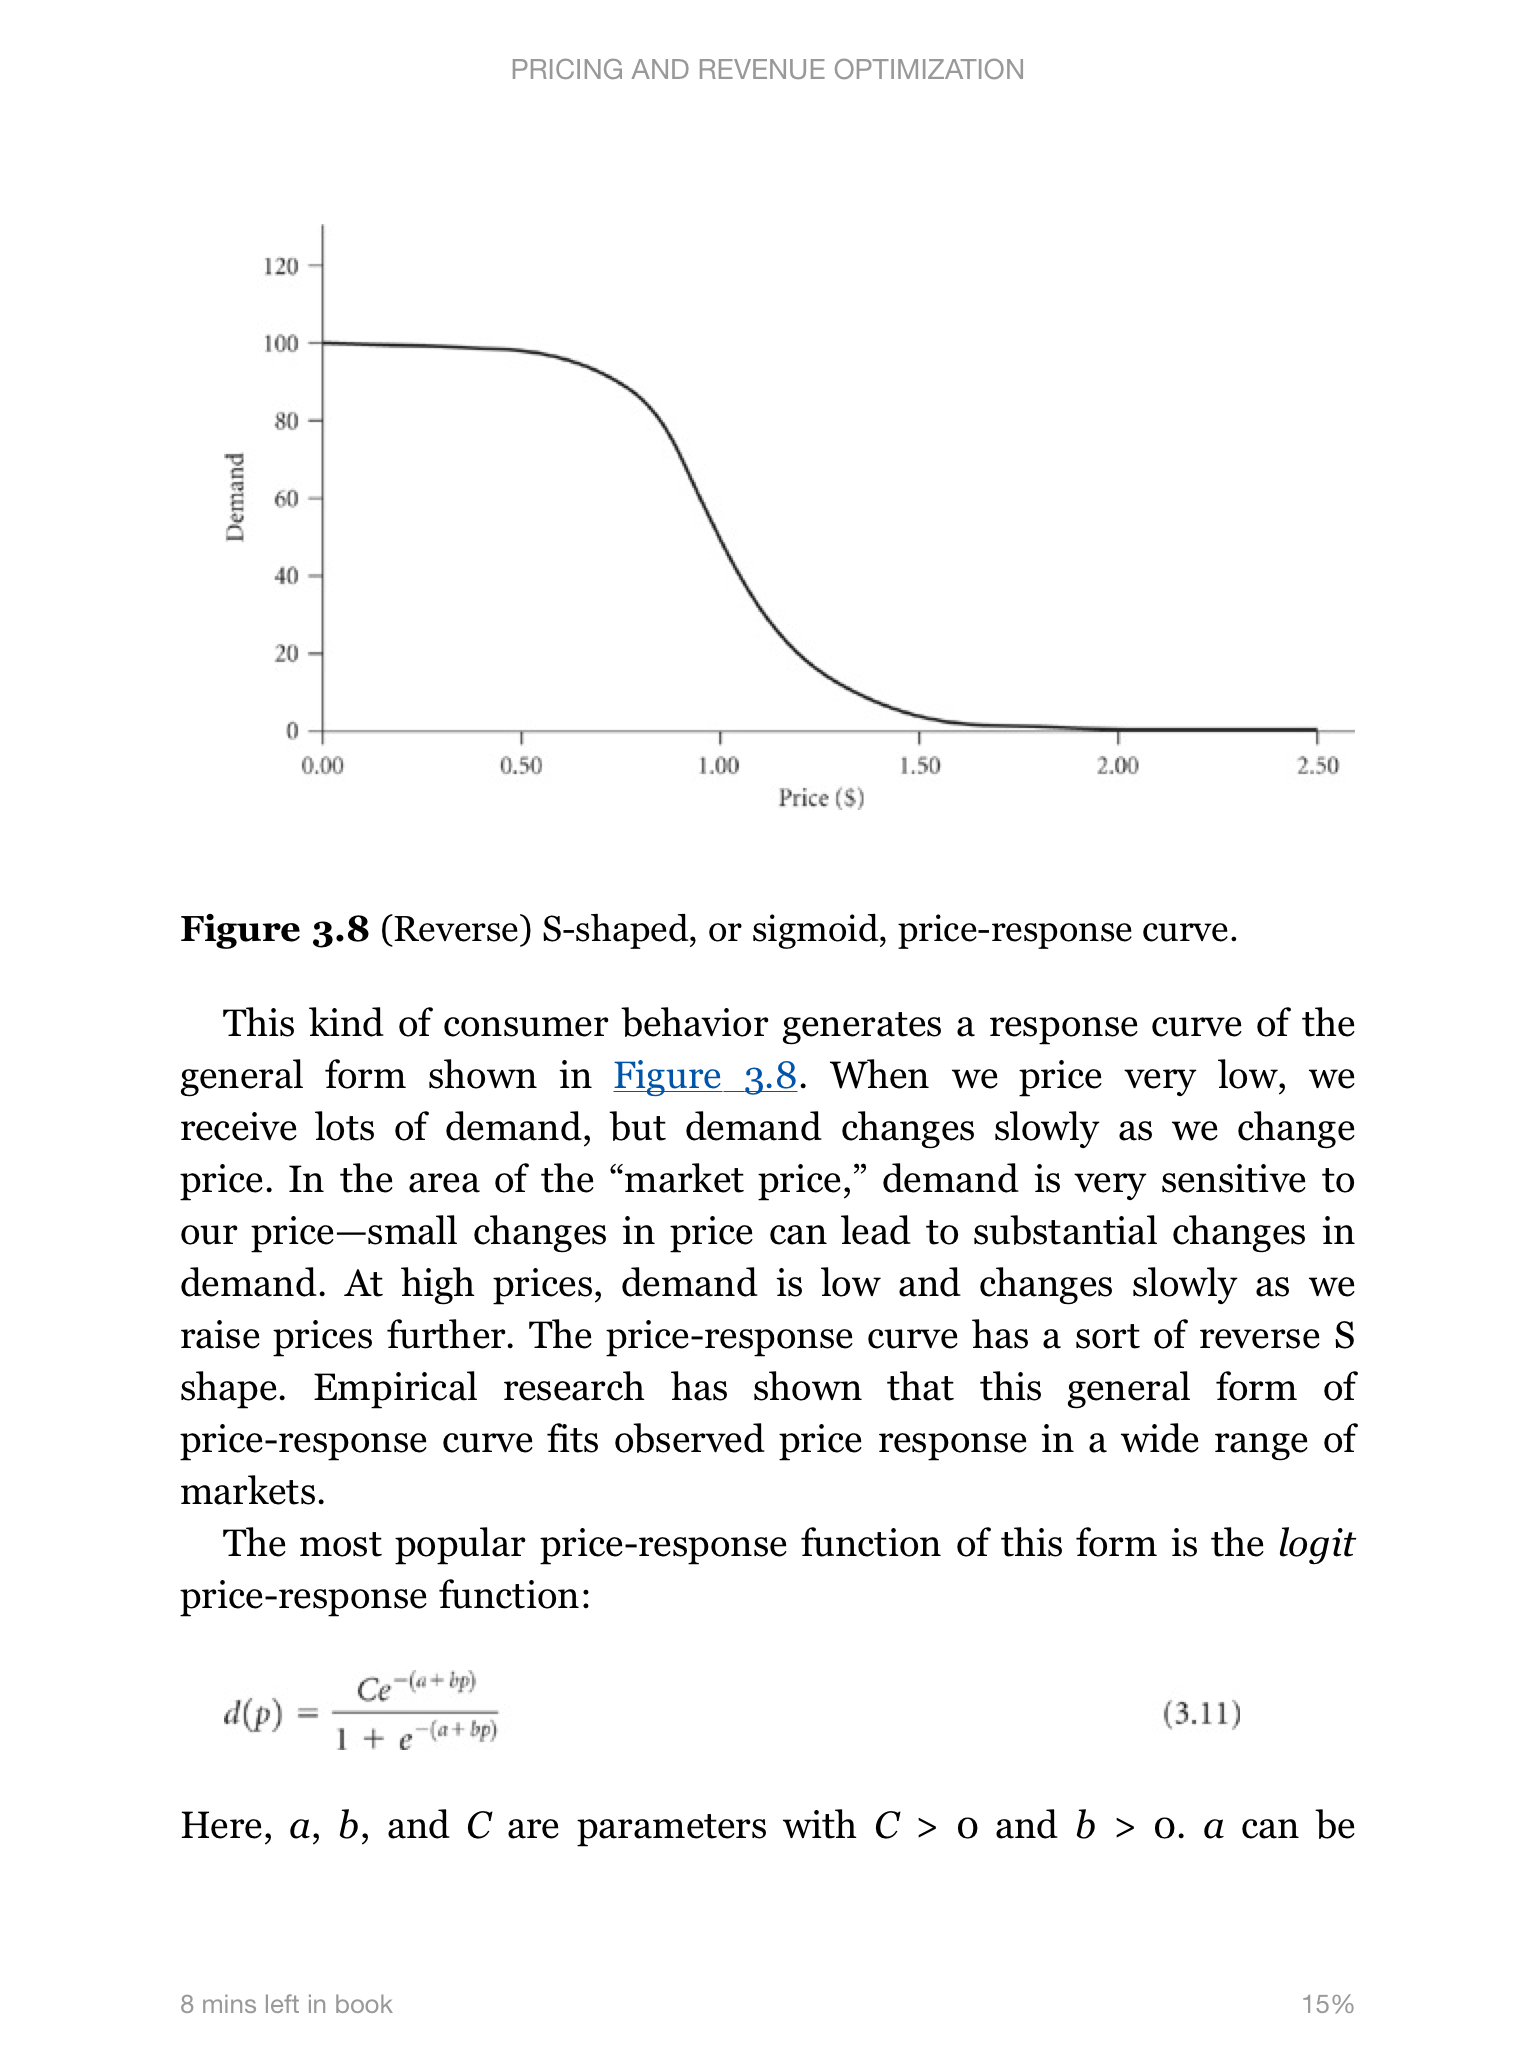 PRICING AND REVENUE OPTIMIZATION
120
100
80
60
40
20
0
Demand
0.00 0.50 1.00 1.50 2.00 2.50
Price ($)
Figure 3.8 (Reverse) S-shaped, or sigmoid, price-response curve.
This kind of consumer behavior generates a response curve of the
general form shown in Figure 3.8. When we price very low, we
receive lots of demand, but demand changes slowly as we change
price. In the area of the “market price,” demand is very sensitive to
our price—small changes in price can lead to substantial changes in
demand. At high prices, demand is low and changes slowly as we
raise prices further. The price-response curve has a sort of reverse S
shape. Empirical research has shown that this general form of
price-response curve fits observed price response in a wide range of
markets.
The most popular price-response function of this form is the logit
price-response function:
d(p) = Ce^−(a + bp) / 1 + e^−(a + bp) (3.11)
Here, a, b, and C are parameters with C > 0 and b > 0. a can be
8 mins left in book 15%